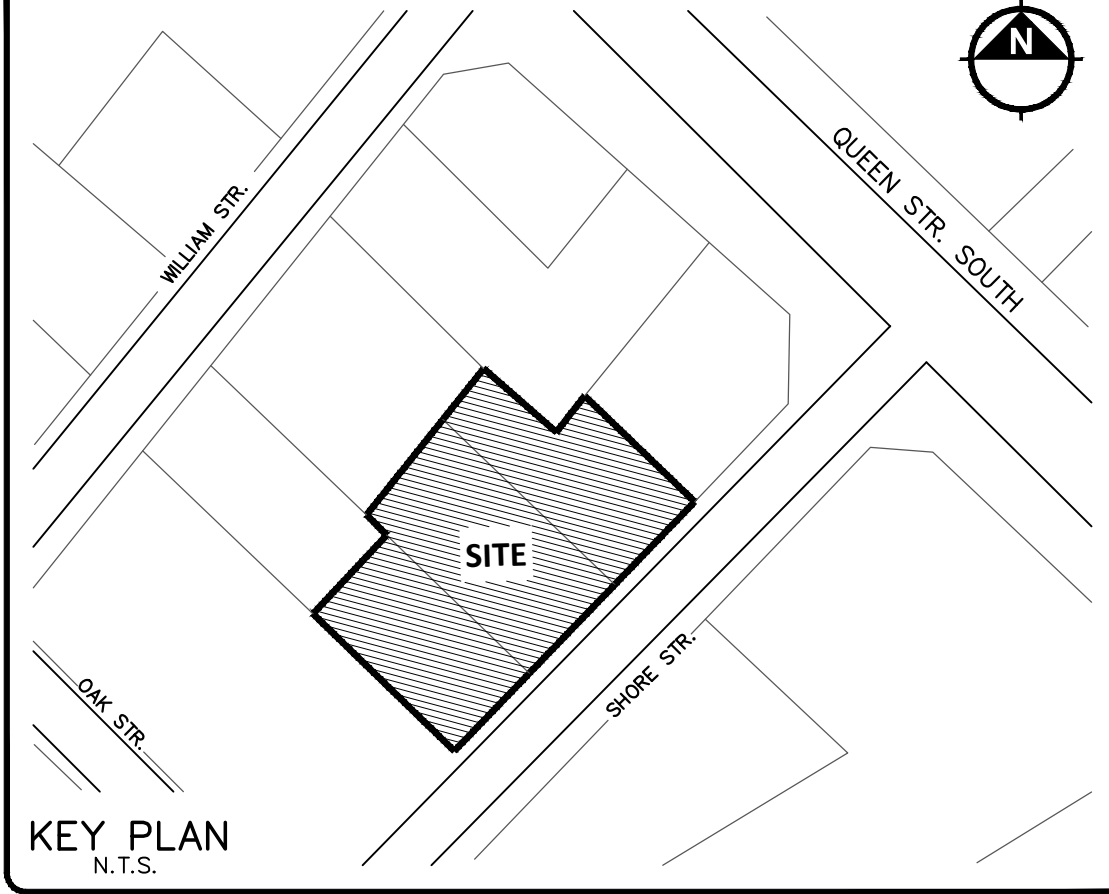 N
QUEEN STR. SOUTH
WILLIAM STR.
SITE
SHORE STR.
OAK STR.
KEY PLAN
N.T.S.